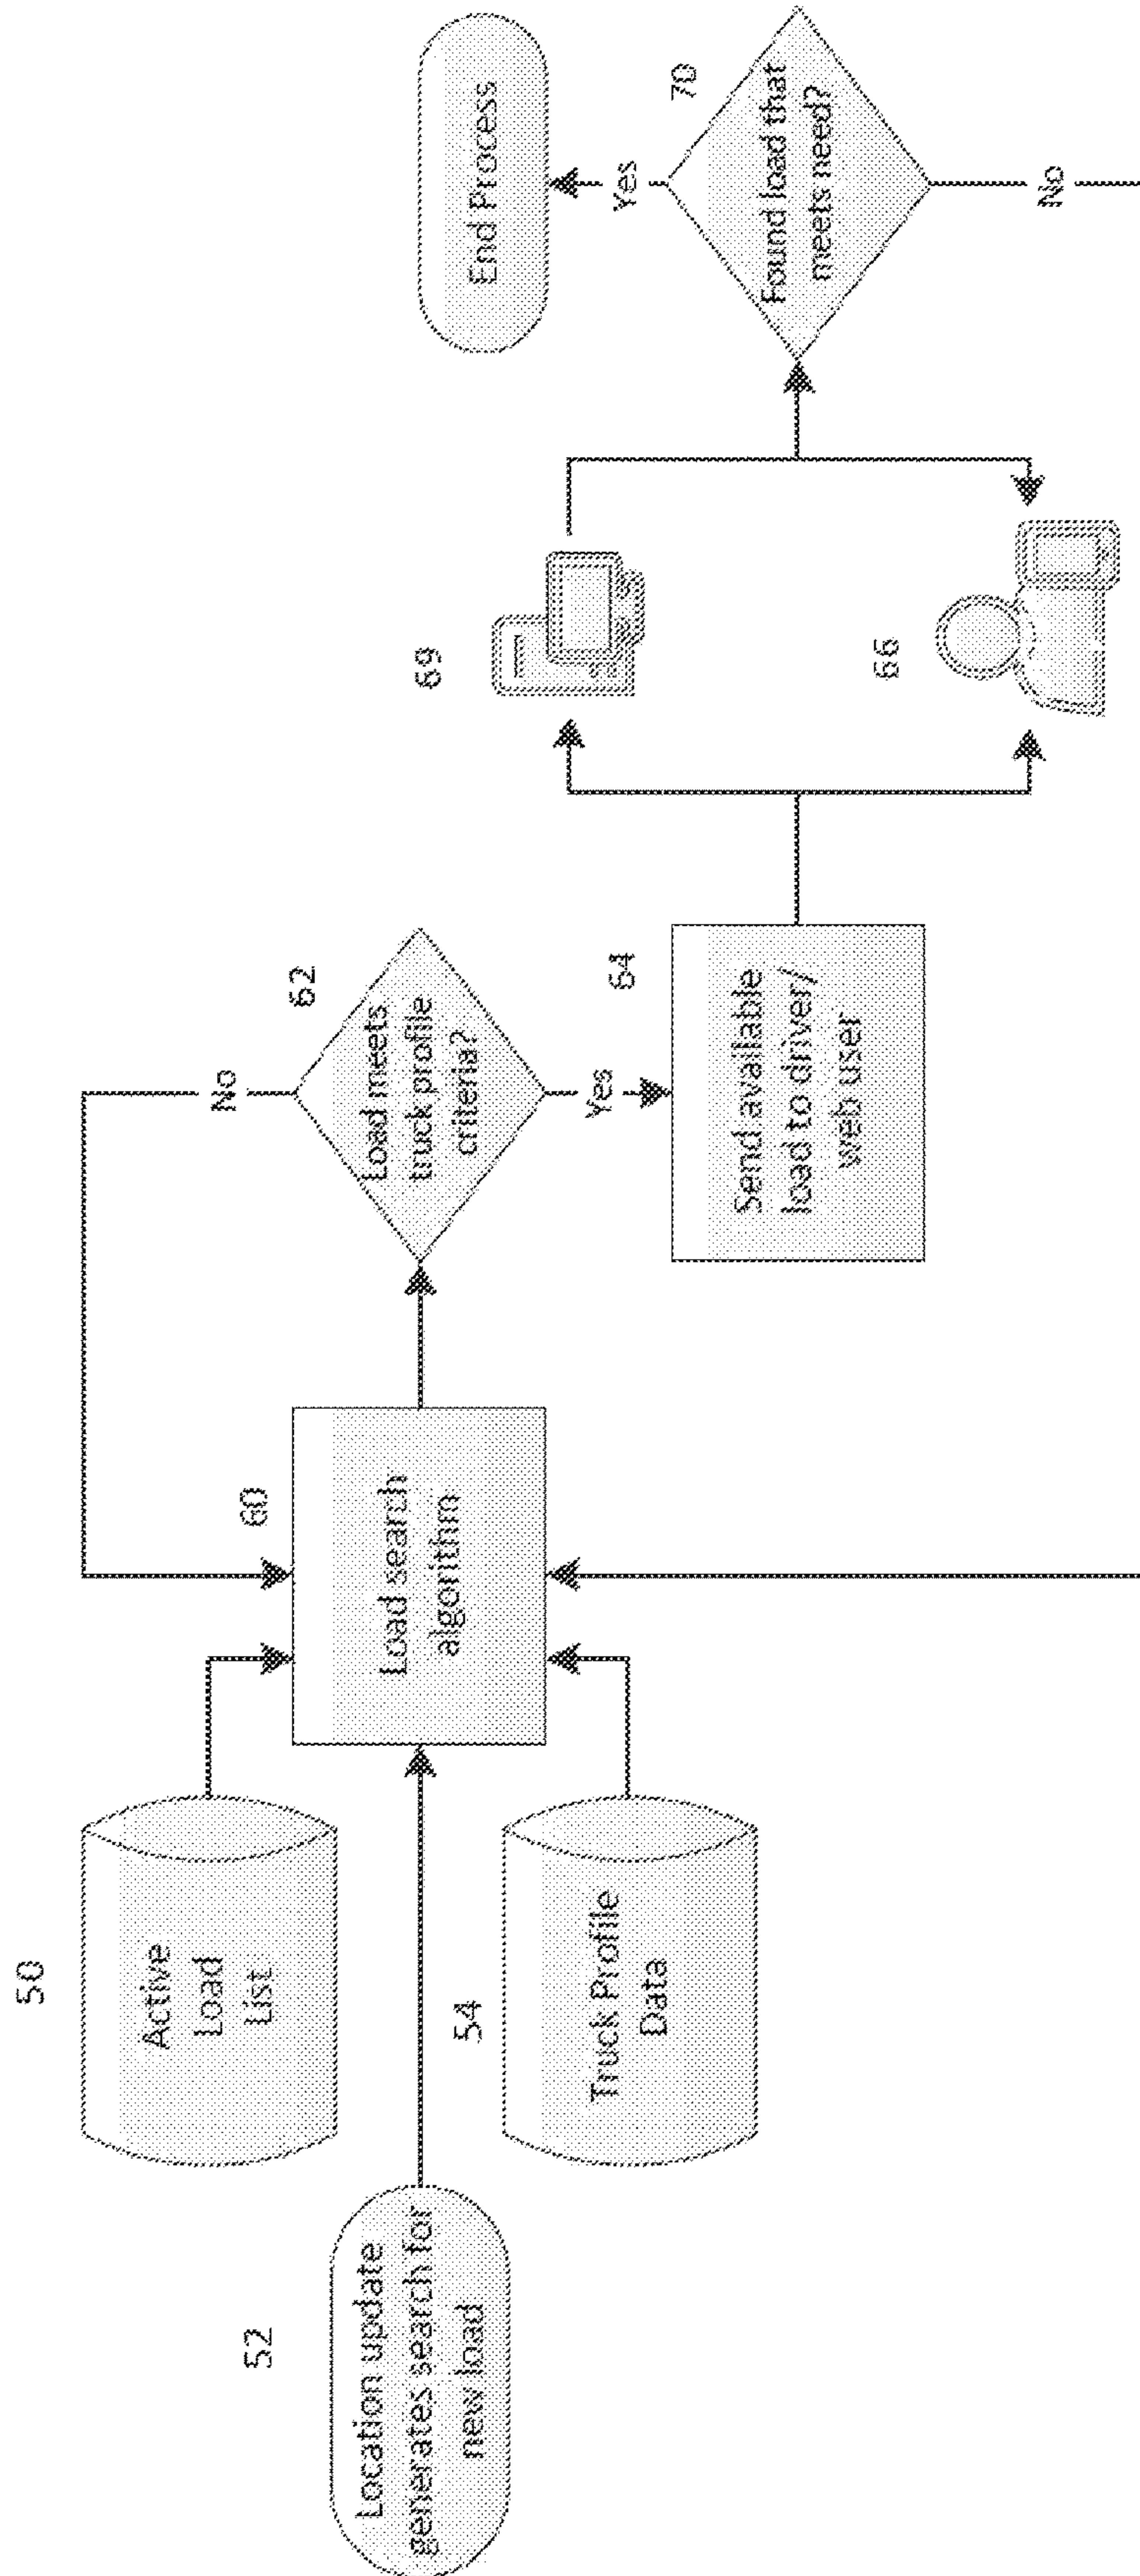 50
Active
Load
List
52
Location update
generates search for
new load
54
Truck Profile
Data
60
Load search
algorithm
No
62
Load meets
truck profile
criteria?
Yes
64
Send available
load to driver/
web user
69
66
End Process
Yes
70
Found load that
meets need?
No